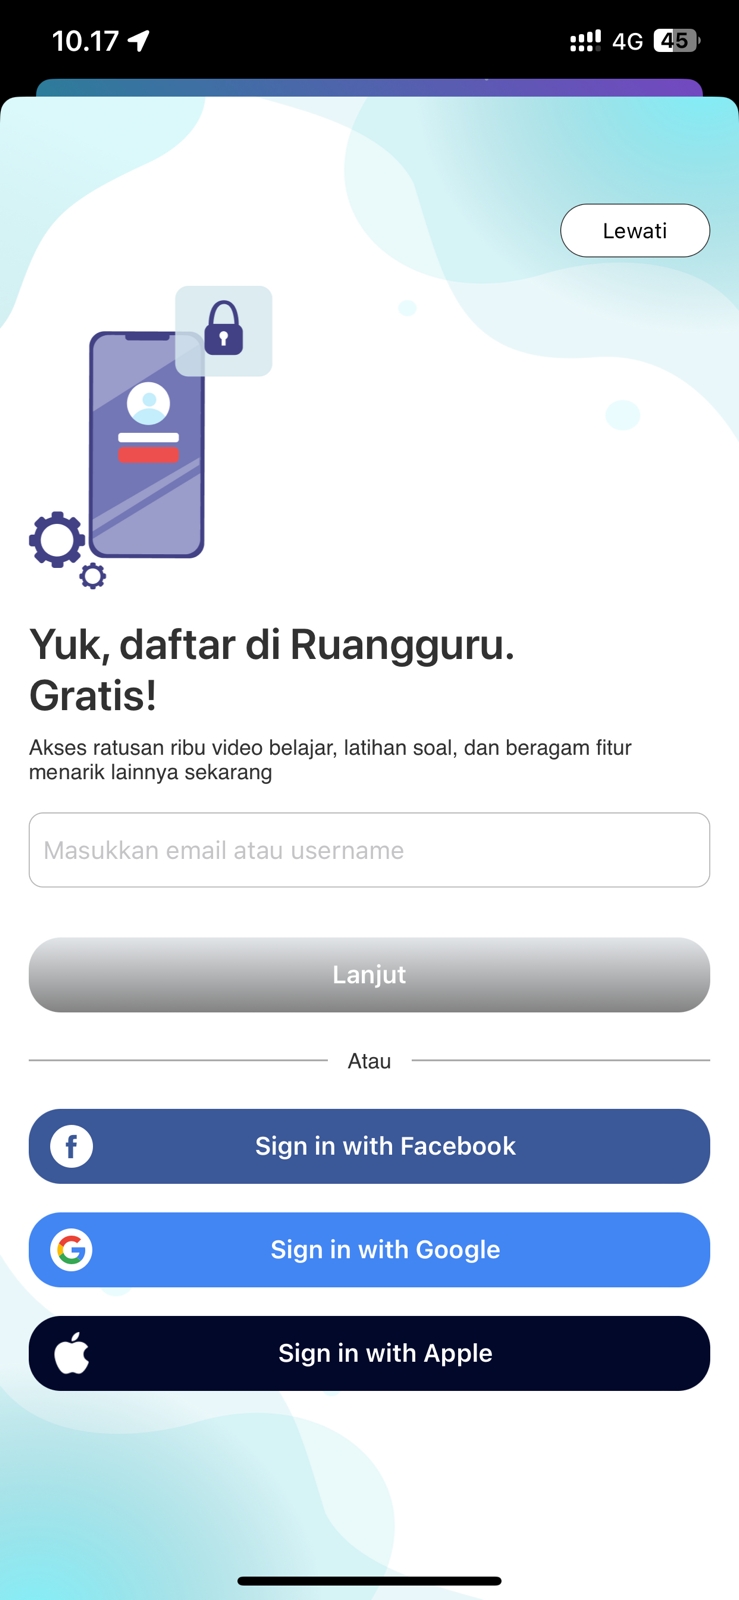 10.17
4G
45
Lewati
Yuk, daftar di Ruangguru.
Gratis!
Akses ratusan ribu video belajar, latihan soal, dan beragam fitur
menarik lainnya sekarang
Masukkan email atau username
Lanjut
Atau
Sign in with Facebook
Sign in with Google
Sign in with Apple